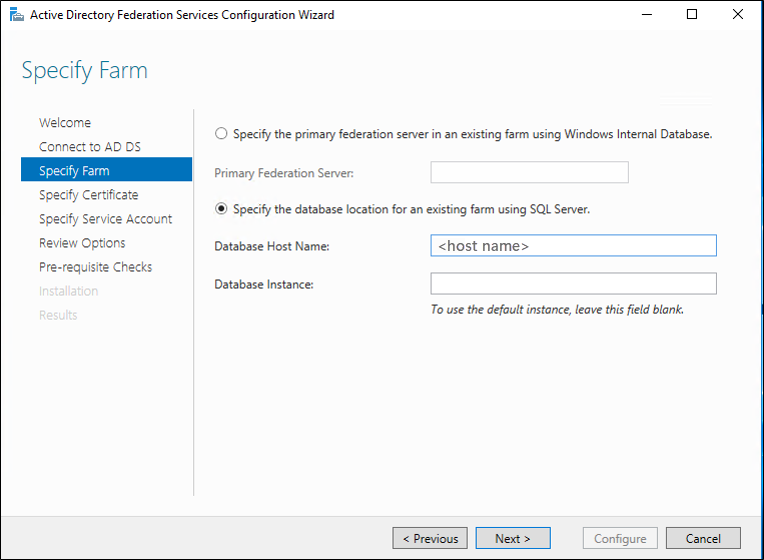 Active Directory Federation Services Configuration Wizard
Specify Farm
Welcome
Connect to AD DS
Specify Farm
Specify Certificate
Specify Service Account
Review Options
Pre-requisite Checks
Installation
Results
Specify the primary federation server in an existing farm using Windows Internal Database.
Primary Federation Server:
Specify the database location for an existing farm using SQL Server.
Database Host Name:
<host name>
Database Instance:
To use the default instance, leave this field blank.
< Previous
Next >
Configure
Cancel